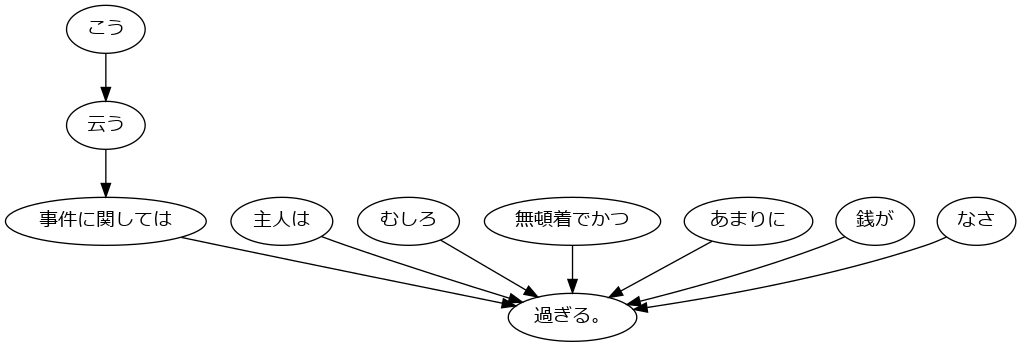 こう
云う
事件に関しては
主人は
むしろ
無頓着でかつ
あまりに
銭が
なさ
過ぎる。